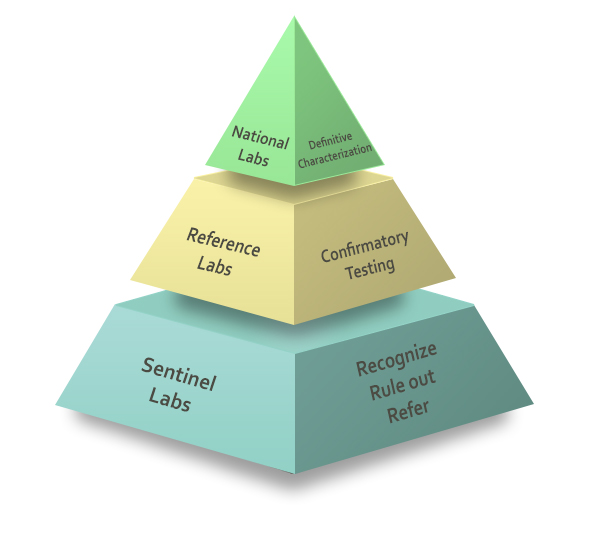 National
Labs
Definitive
Characterization
Reference
Labs
Confirmatory
Testing
Sentinel
Labs
Recognize
Rule out
Refer